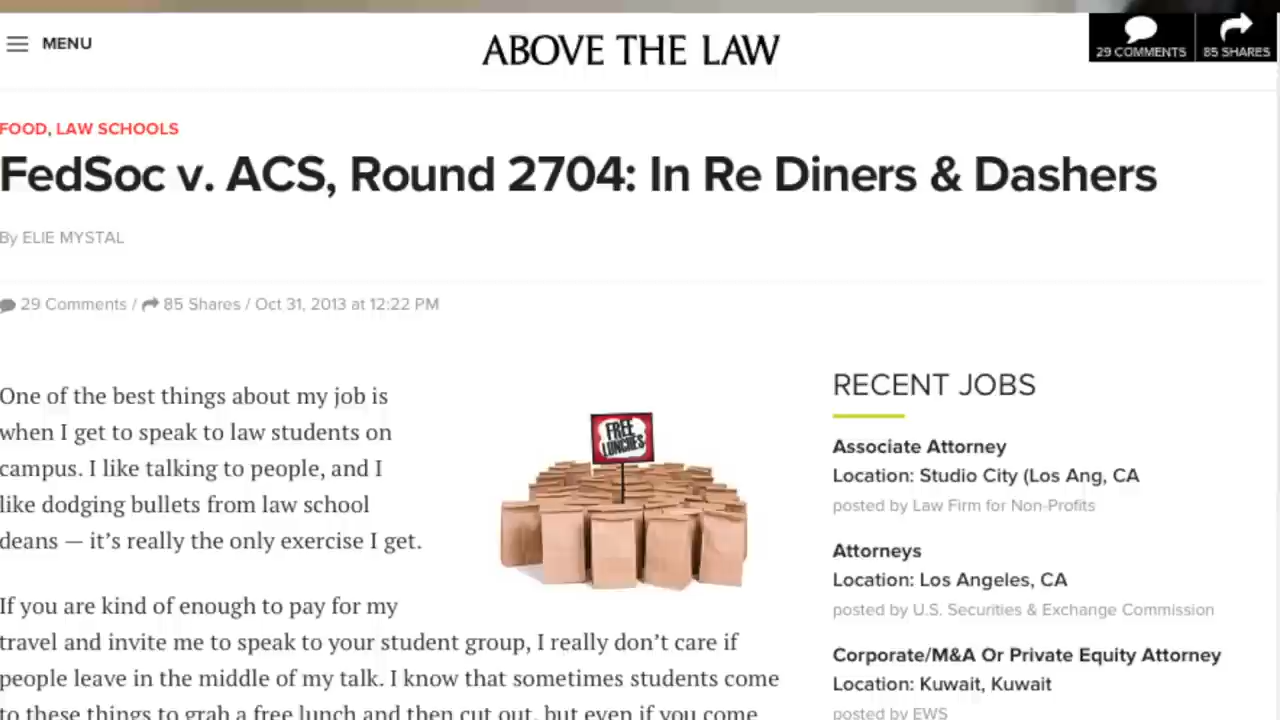 MENU
ABOVE THE LAW
29 COMMENTS
85 SHARES
FOOD, LAW SCHOOLS
FedSoc v. ACS, Round 2704: In Re Diners & Dashers
By ELIE MYSTAL
29 Comments / 85 Shares / Oct 31, 2013 at 12:22 PM
One of the best things about my job is
when I get to speak to law students on
campus. I like talking to people, and I
like dodging bullets from law school
deans — it’s really the only exercise I get.
FREE
LUNCHES
If you are kind of enough to pay for my
travel and invite me to speak to your student group, I really don’t care if
people leave in the middle of my talk. I know that sometimes students come
to these things to grab a free lunch and then cut out, but even if you come
RECENT JOBS
Associate Attorney
Location: Studio City (Los Ang, CA
posted by Law Firm for Non-Profits
Attorneys
Location: Los Angeles, CA
posted by U.S. Securities & Exchange Commission
Corporate/M&A Or Private Equity Attorney
Location: Kuwait, Kuwait
posted by EWS